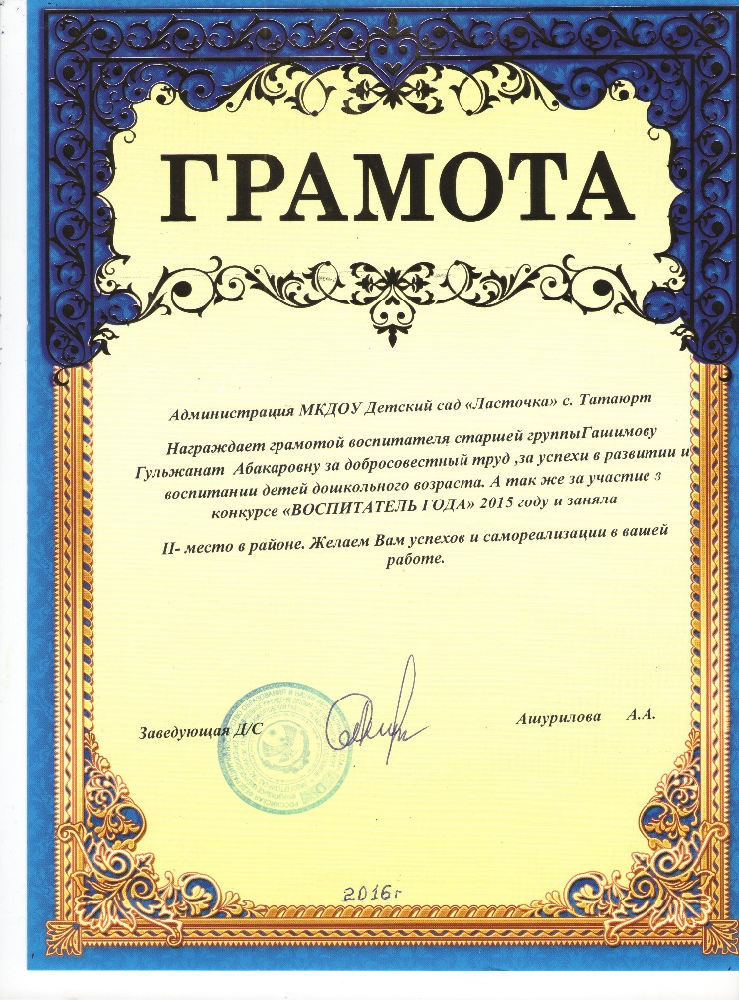 ГРАМОТА
Администрация МКДОУ Детский сад «Ласточка» с. Татаюрт
Награждает грамотой воспитателя старшей группыГашимову
Гульжанат Абакаровну за добросовестный труд ,за успехи в развитии и
воспитании детей дошкольного возраста. А так же за участие в
конкурсе «ВОСПИТАТЕЛЬ ГОДА» 2015 году и заняла
II- место в районе. Желаем Вам успехов и самореализации в вашей
работе.
Заведующая Д/С
Ашурилова А.А.
2016г